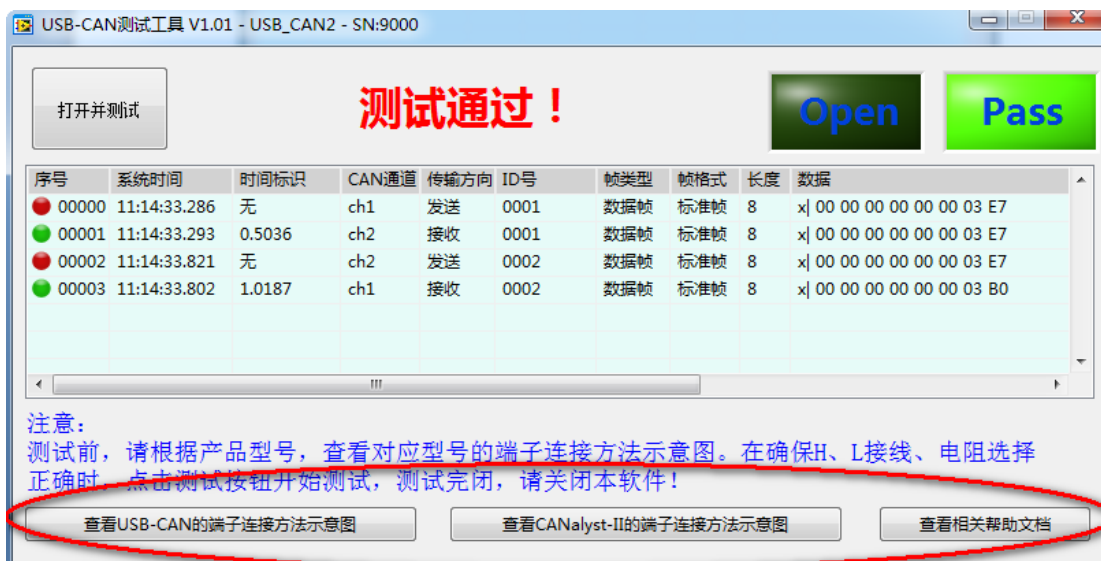 USB-CAN测试工具 V1.01 - USB_CAN2 - SN:9000
打开并测试
测试通过！
Open
Pass
序号 系统时间 时间标识 CAN通道 传输方向 ID号 帧类型 帧格式 长度 数据
00000 11:14:33.286 无 ch1 发送 0001 数据帧 标准帧 8 x| 00 00 00 00 00 00 03 E7
00001 11:14:33.293 0.5036 ch2 接收 0001 数据帧 标准帧 8 x| 00 00 00 00 00 00 03 E7
00002 11:14:33.821 无 ch2 发送 0002 数据帧 标准帧 8 x| 00 00 00 00 00 00 03 E7
00003 11:14:33.802 1.0187 ch1 接收 0002 数据帧 标准帧 8 x| 00 00 00 00 00 00 03 B0
注意：
测试前，请根据产品型号，查看对应型号的端子连接方法示意图。在确保H、L接线、电阻选择
正确时，点击测试按钮开始测试，测试完闭，请关闭本软件！
查看USB-CAN的端子连接方法示意图
查看CANalyst-II的端子连接方法示意图
查看相关帮助文档